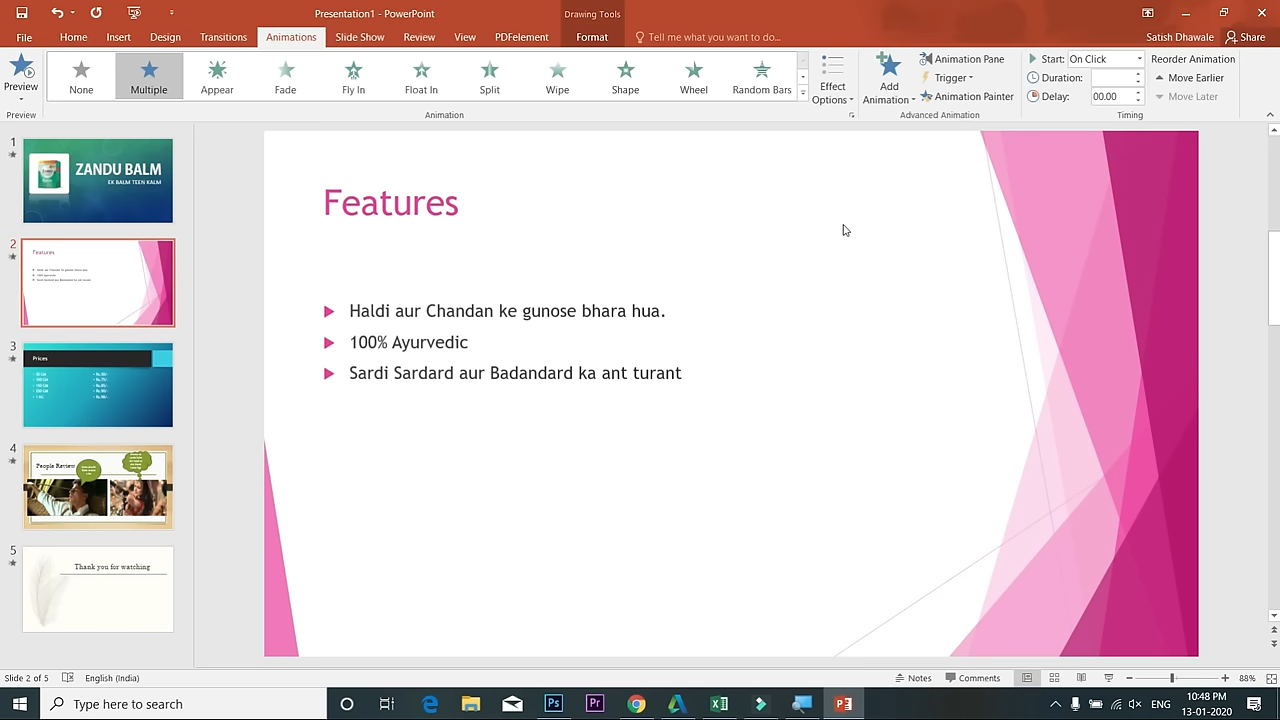 Presentation1 - PowerPoint
Drawing Tools
File Home Insert Design Transitions Animations Slide Show Review View PDFelement Format Tell me what you want to do...
Satish Dhawale Share
Preview
None Multiple Appear Fade Fly In Float In Split Wipe Shape Wheel Random Bars
Effect Options
Add Animation
Animation Pane
Trigger
Animation Painter
Start: On Click
Duration:
Delay: 00.00
Reorder Animation
Move Earlier
Move Later
Preview Animation Advanced Animation Timing
1
ZANDU BALM
EK BALM TEEN KALM
2
Features
3
Prices
4
People Review
5
Thank you for watching
Features
Haldi aur Chandan ke gunose bhara hua.
100% Ayurvedic
Sardi Sardard aur Badandard ka ant turant
Slide 2 of 5 English (India) Notes Comments 88%
Type here to search
ENG
10:48 PM
13-01-2020